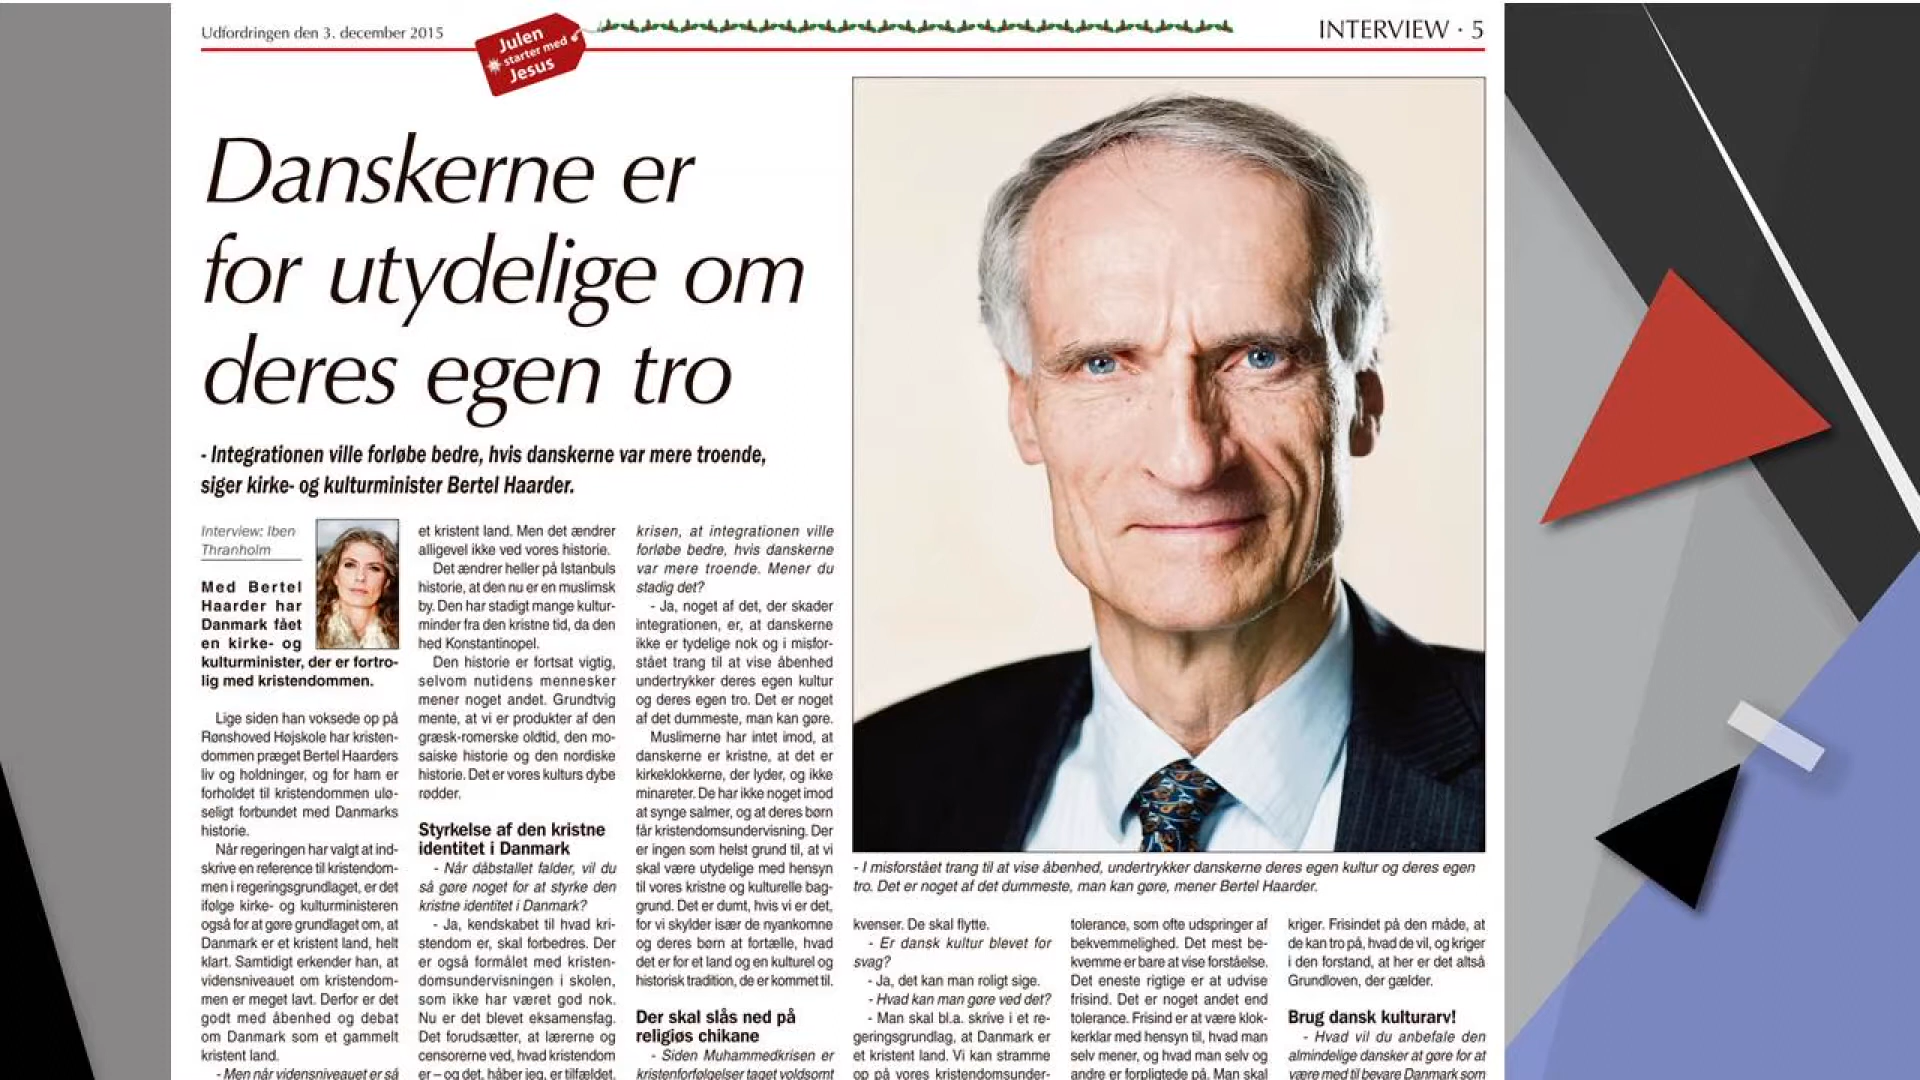 Udfordringen den 3. december 2015
Julen
starter med
Jesus
INTERVIEW · 5
Danskerne er
for utydelige om
deres egen tro
- Integrationen ville forløbe bedre, hvis danskerne var mere troende,
siger kirke- og kulturminister Bertel Haarder.
Interview: Iben
Thranholm
Med Bertel
Haarder har
Danmark fået
en kirke- og
kulturminister, der er fortro-
lig med kristendommen.
Lige siden han voksede op på
Rønshoved Højskole har kristen-
dommen præget Bertel Haarders
liv og holdninger, og for ham er
forholdet til kristendommen ulø-
seligt forbundet med Danmarks
historie.
Når regeringen har valgt at ind-
skrive en reference til kristendom-
men i regeringsgrundlaget, er det
ifølge kirke- og kulturministeren
også for at gøre grundlaget om, at
Danmark er et kristent land, helt
klart. Samtidigt erkender han, at
vidensniveauet om kristendom-
men er meget lavt. Derfor er det
godt med åbenhed og debat
om Danmark som et gammelt
kristent land.
- Men når vidensniveauet er så
et kristent land. Men det ændrer
alligevel ikke ved vores historie.
Det ændrer heller på Istanbuls
historie, at den nu er en muslimsk
by. Den har stadigt mange kultur-
minder fra den kristne tid, da den
hed Konstantinopel.
Den historie er fortsat vigtig,
selvom nutidens mennesker
mener noget andet. Grundtvig
mente, at vi er produkter af den
græsk-romerske oldtid, den mo-
saiske historie og den nordiske
historie. Det er vores kulturs dybe
rødder.
Styrkelse af den kristne
identitet i Danmark
- Når dåbstallet falder, vil du
så gøre noget for at styrke den
kristne identitet i Danmark?
- Ja, kendskabet til hvad kri-
stendom er, skal forbedres. Der
er også formålet med kristen-
domsundervisningen i skolen,
som ikke har været god nok.
Nu er det blevet eksamensfag.
Det forudsætter, at lærerne og
censorerne ved, hvad kristendom
er – og det, håber jeg, er tilfældet.
krisen, at integrationen ville
forløbe bedre, hvis danskerne
var mere troende. Mener du
stadig det?
- Ja, noget af det, der skader
integrationen, er, at danskerne
ikke er tydelige nok og i misfor-
stået trang til at vise åbenhed
undertrykker deres egen kultur
og deres egen tro. Det er noget
af det dummeste, man kan gøre.
Muslimerne har intet imod, at
danskerne er kristne, at det er
kirkeklokkerne, der lyder, og ikke
minareter. De har ikke noget imod
at synge salmer, og at deres børn
får kristendomsundervisning. Der
er ingen som helst grund til, at vi
skal være utydelige med hensyn
til vores kristne og kulturelle bag-
grund. Det er dumt, hvis vi er det,
for vi skylder især de nyankomne
og deres børn at fortælle, hvad
det er for et land og en kulturel og
historisk tradition, de er kommet til.
Der skal slås ned på
religiøs chikane
- Siden Muhammedkrisen er
kristenforfølgelser taget voldsomt
- I misforstået trang til at vise åbenhed, undertrykker danskerne deres egen kultur og deres egen
tro. Det er noget af det dummeste, man kan gøre, mener Bertel Haarder.
kvenser. De skal flytte.
- Er dansk kultur blevet for
svag?
- Ja, det kan man roligt sige.
- Hvad kan man gøre ved det?
- Man skal bl.a. skrive i et re-
geringsgrundlag, at Danmark er
et kristent land. Vi kan stramme
op på vores kristendomsunder-
tolerance, som ofte udspringer af
bekvemmelighed. Det mest be-
kvemme er bare at vise forståelse.
Det eneste rigtige er at udvise
frisind. Det er noget andet end
tolerance. Frisind er at være klok-
kerklar med hensyn til, hvad man
selv mener, og hvad man selv og
andre er forpligtede på. Man skal
kriger. Frisindet på den måde, at
de kan tro på, hvad de vil, og kriger
i den forstand, at her er det altså
Grundloven, der gælder.
Brug dansk kulturarv!
- Hvad vil du anbefale den
almindelige dansker at gøre for at
være med til bevare Danmark som